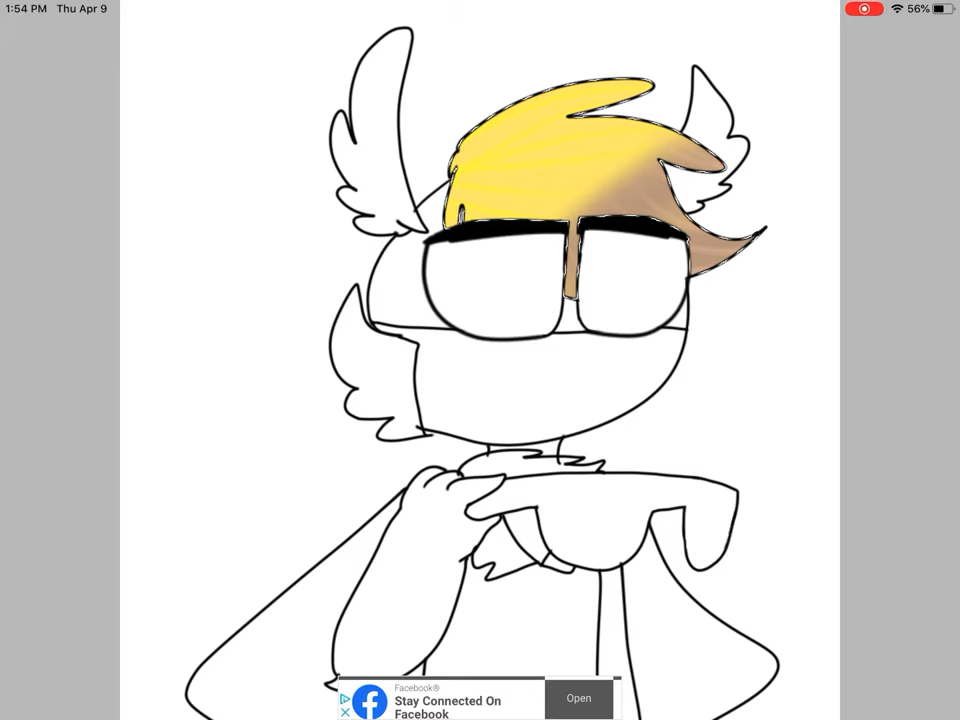 1:54 PM Thu Apr 9 56%
Facebook®
Stay Connected On
Facebook
Open